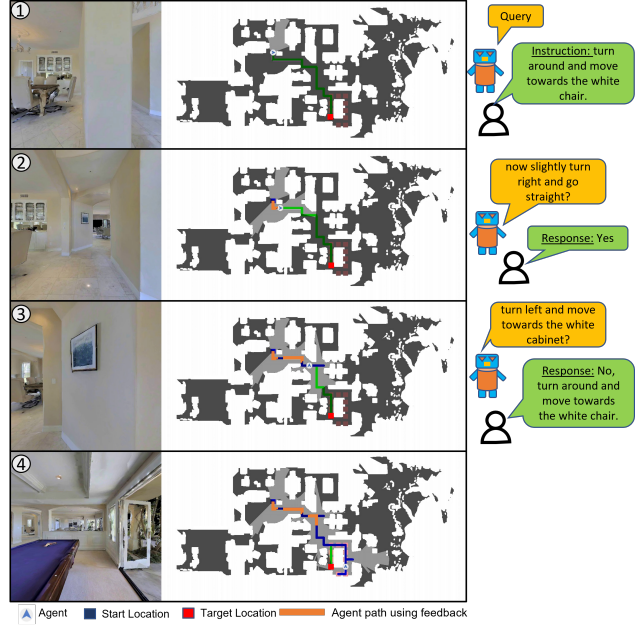 1
Query
Instruction: turn
around and move
towards the white
chair.
2
now slightly turn
right and go
straight?
Response: Yes
3
turn left and move
towards the white
cabinet?
Response: No,
turn around and
move towards
the white chair.
4
Agent
Start Location
Target Location
Agent path using feedback